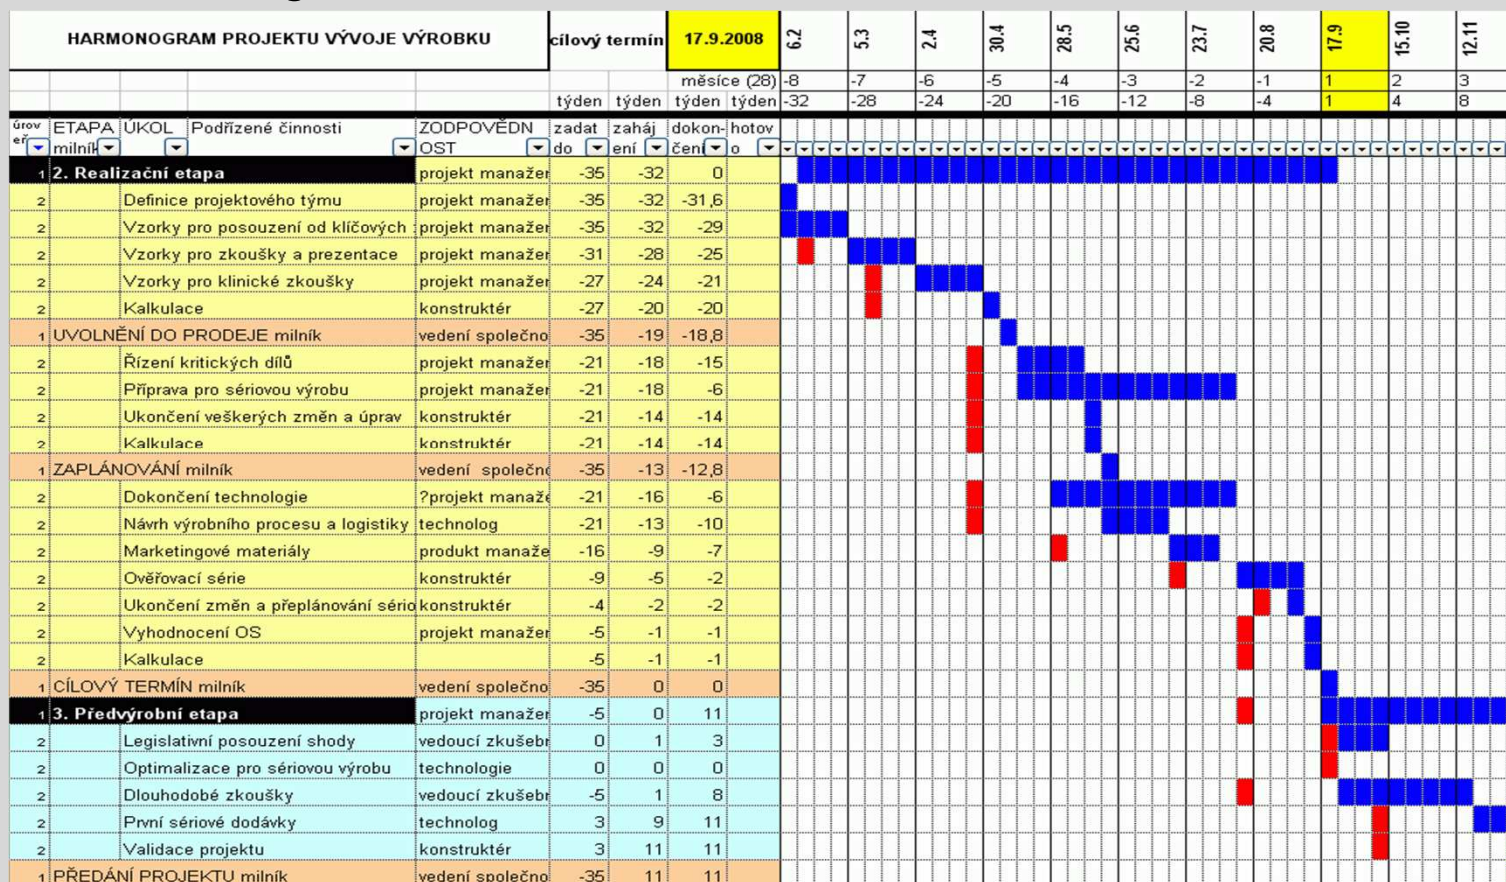 HARMONOGRAM PROJEKTU VÝVOJE VÝROBKU cílový termín 17.9.2008 6.2 5.3 2.4 30.4 28.5 25.6 23.7 20.8 17.9 15.10 12.11
měsíce (28) -8 -7 -6 -5 -4 -3 -2 -1 1 2 3
týden týden týden týden -32 -28 -24 -20 -16 -12 -8 -4 1 4 8
úrov ETAPA ÚKOL Podřízené činnosti ZODPOVĚDN zadat zaháj dokon- hotov
eň milník OST do ení čení o
1 2. Realizační etapa projekt manažer -35 -32 0
2 Definice projektového týmu projekt manažer -35 -32 -31,6
2 Vzorky pro posouzení od klíčových projekt manažer -35 -32 -29
2 Vzorky pro zkoušky a prezentace projekt manažer -31 -28 -25
2 Vzorky pro klinické zkoušky projekt manažer -27 -24 -21
2 Kalkulace konstruktér -27 -20 -20
1 UVOLNĚNÍ DO PRODEJE milník vedení společno -35 -19 -18,8
2 Řízení kritických dílů projekt manažer -21 -18 -15
2 Příprava pro sériovou výrobu projekt manažer -21 -18 -6
2 Ukončení veškerých změn a úprav konstruktér -21 -14 -14
2 Kalkulace konstruktér -21 -14 -14
1 ZAPLÁNOVÁNÍ milník vedení společno -35 -13 -12,8
2 Dokončení technologie ?projekt manaže -21 -16 -6
2 Návrh výrobního procesu a logistiky technolog -21 -13 -10
2 Marketingové materiály produkt manaže -16 -9 -7
2 Ověřovací série konstruktér -9 -5 -2
2 Ukončení změn a přeplánování sério konstruktér -4 -2 -2
2 Vyhodnocení OS projekt manažer -5 -1 -1
2 Kalkulace -5 -1 -1
1 CÍLOVÝ TERMÍN milník vedení společno -35 0 0
1 3. Předvýrobní etapa projekt manažer -5 0 11
2 Legislativní posouzení shody vedoucí zkušebr 0 1 3
2 Optimalizace pro sériovou výrobu technologie 0 0 0
2 Dlouhodobé zkoušky vedoucí zkušebr -5 1 8
2 První sériové dodávky technolog 3 9 11
2 Validace projektu konstruktér 3 11 11
1 PŘEDÁNÍ PROJEKTU milník vedení společno -35 11 11